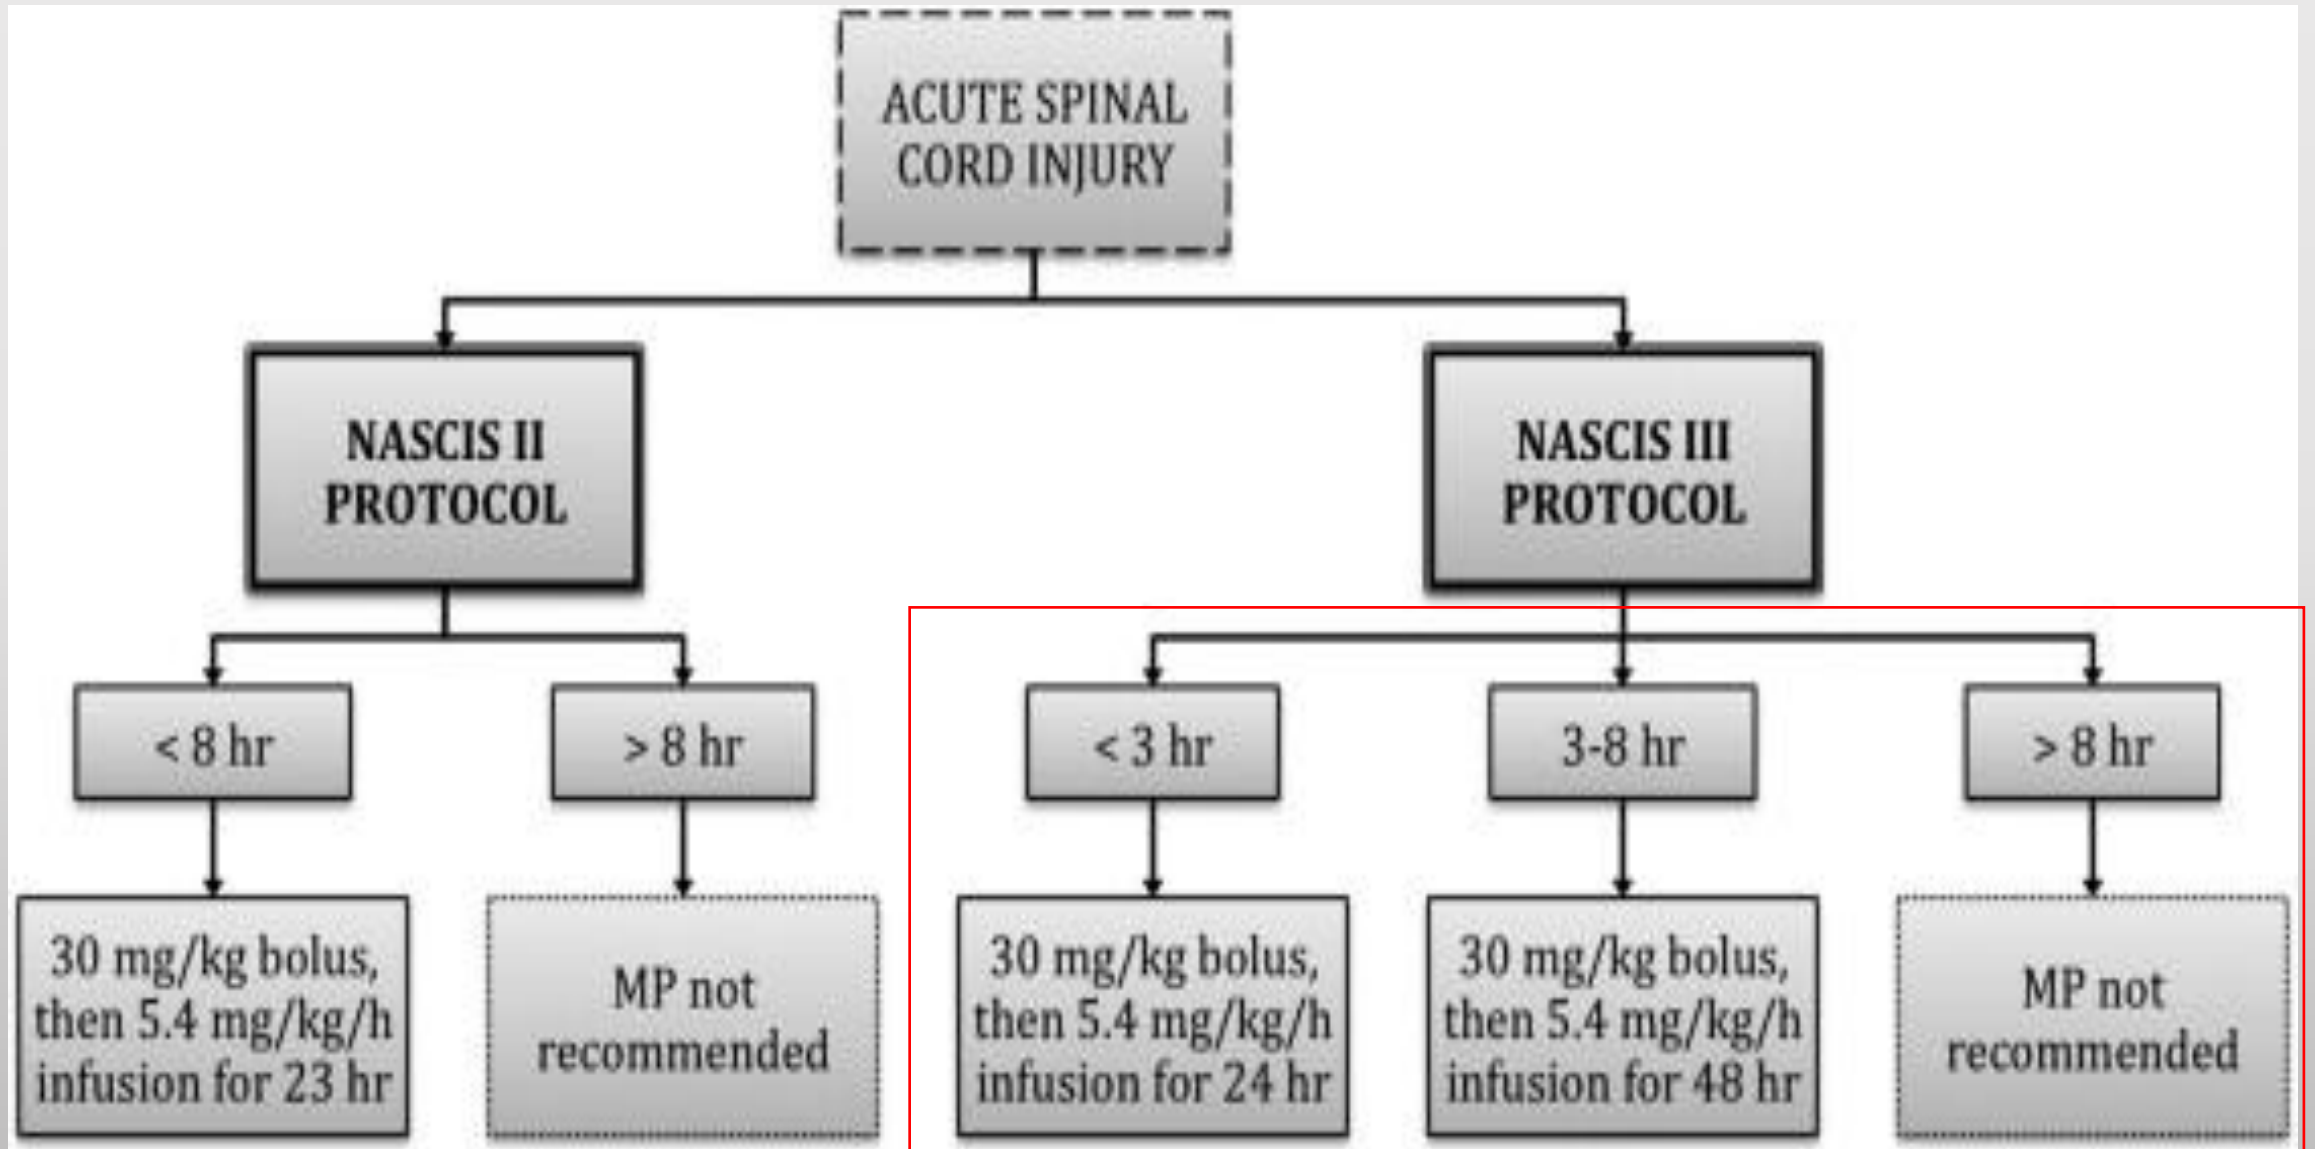 ACUTE SPINAL
CORD INJURY
NASCIS II
PROTOCOL
NASCIS III
PROTOCOL
< 8 hr
> 8 hr
< 3 hr
3-8 hr
> 8 hr
30 mg/kg bolus,
then 5.4 mg/kg/h
infusion for 23 hr
MP not
recommended
30 mg/kg bolus,
then 5.4 mg/kg/h
infusion for 24 hr
30 mg/kg bolus,
then 5.4 mg/kg/h
infusion for 48 hr
MP not
recommended